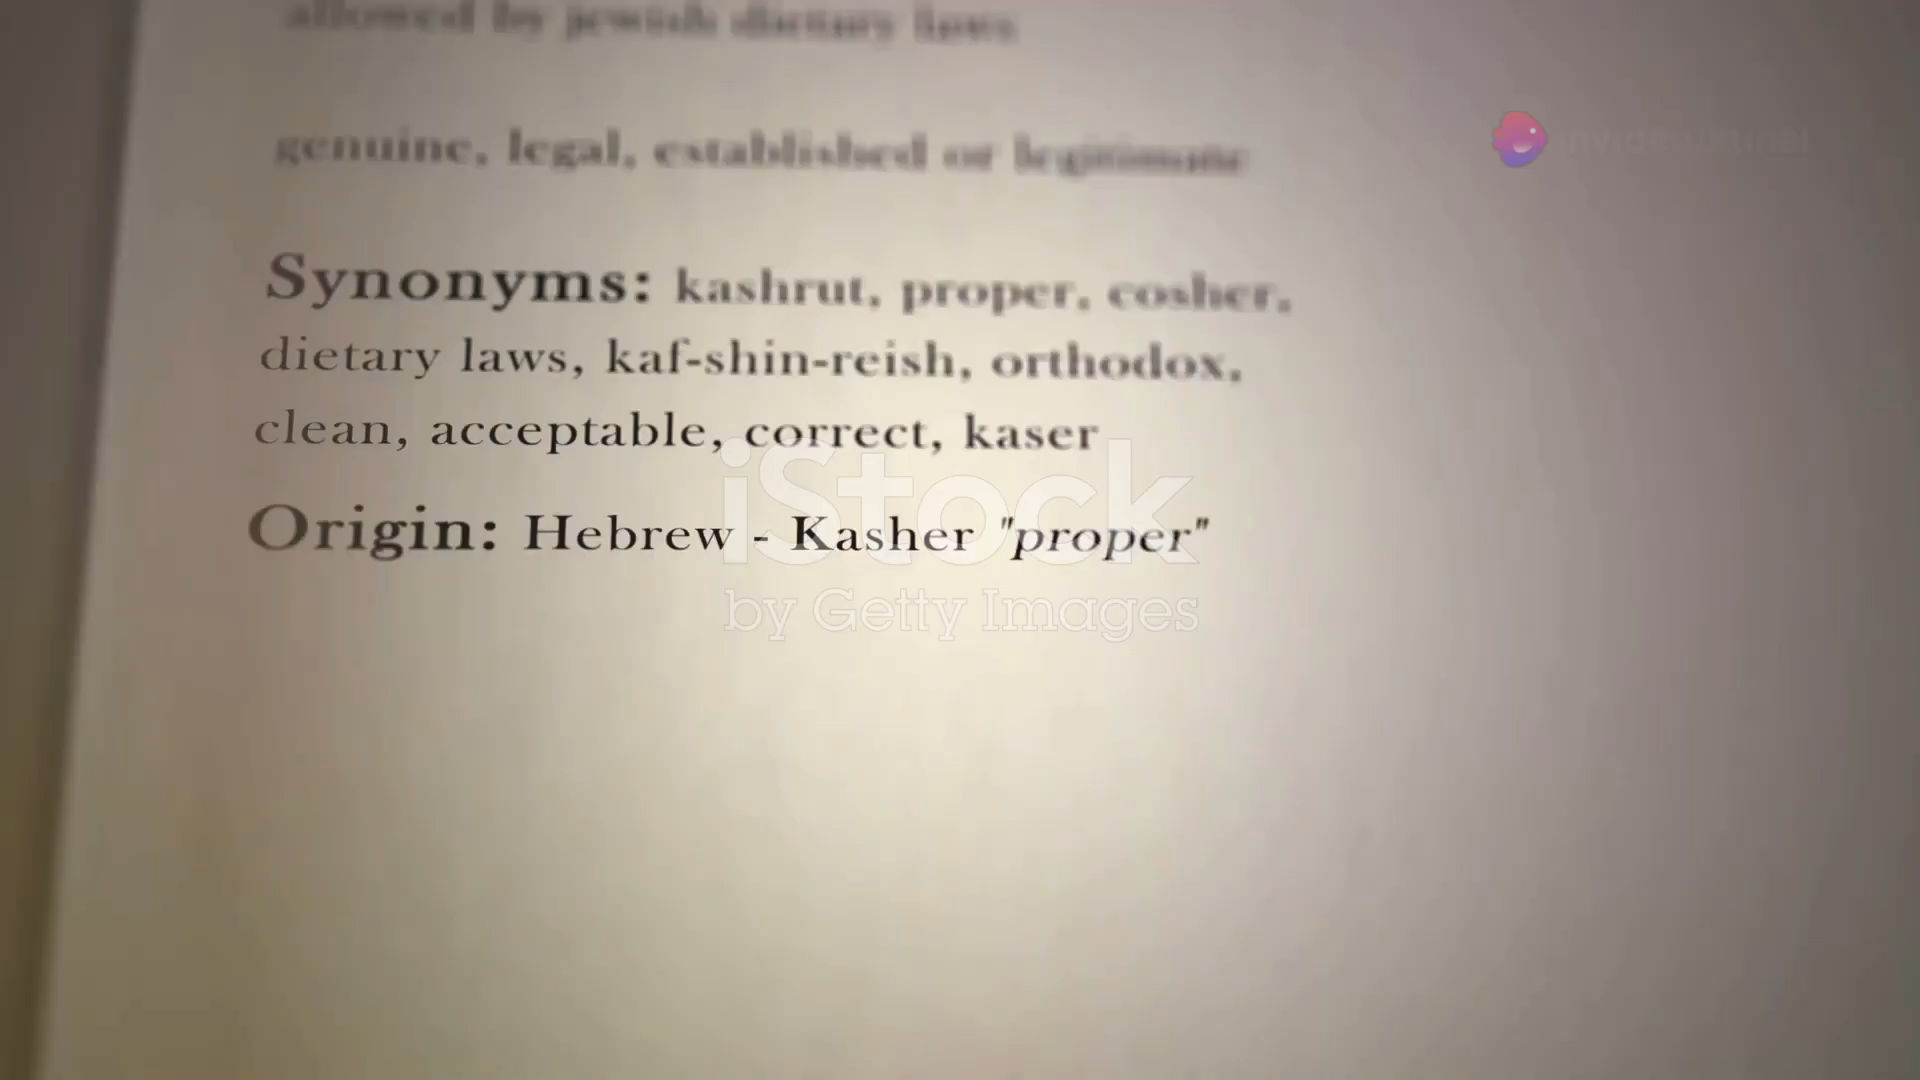 allowed by jewish dietary laws
genuine, legal, established or legitimate
Synonyms: kashrut, proper, cosher,
dietary laws, kaf-shin-reish, orthodox,
clean, acceptable, correct, kaser
Origin: Hebrew - Kasher "proper"
iStock
by Getty Images